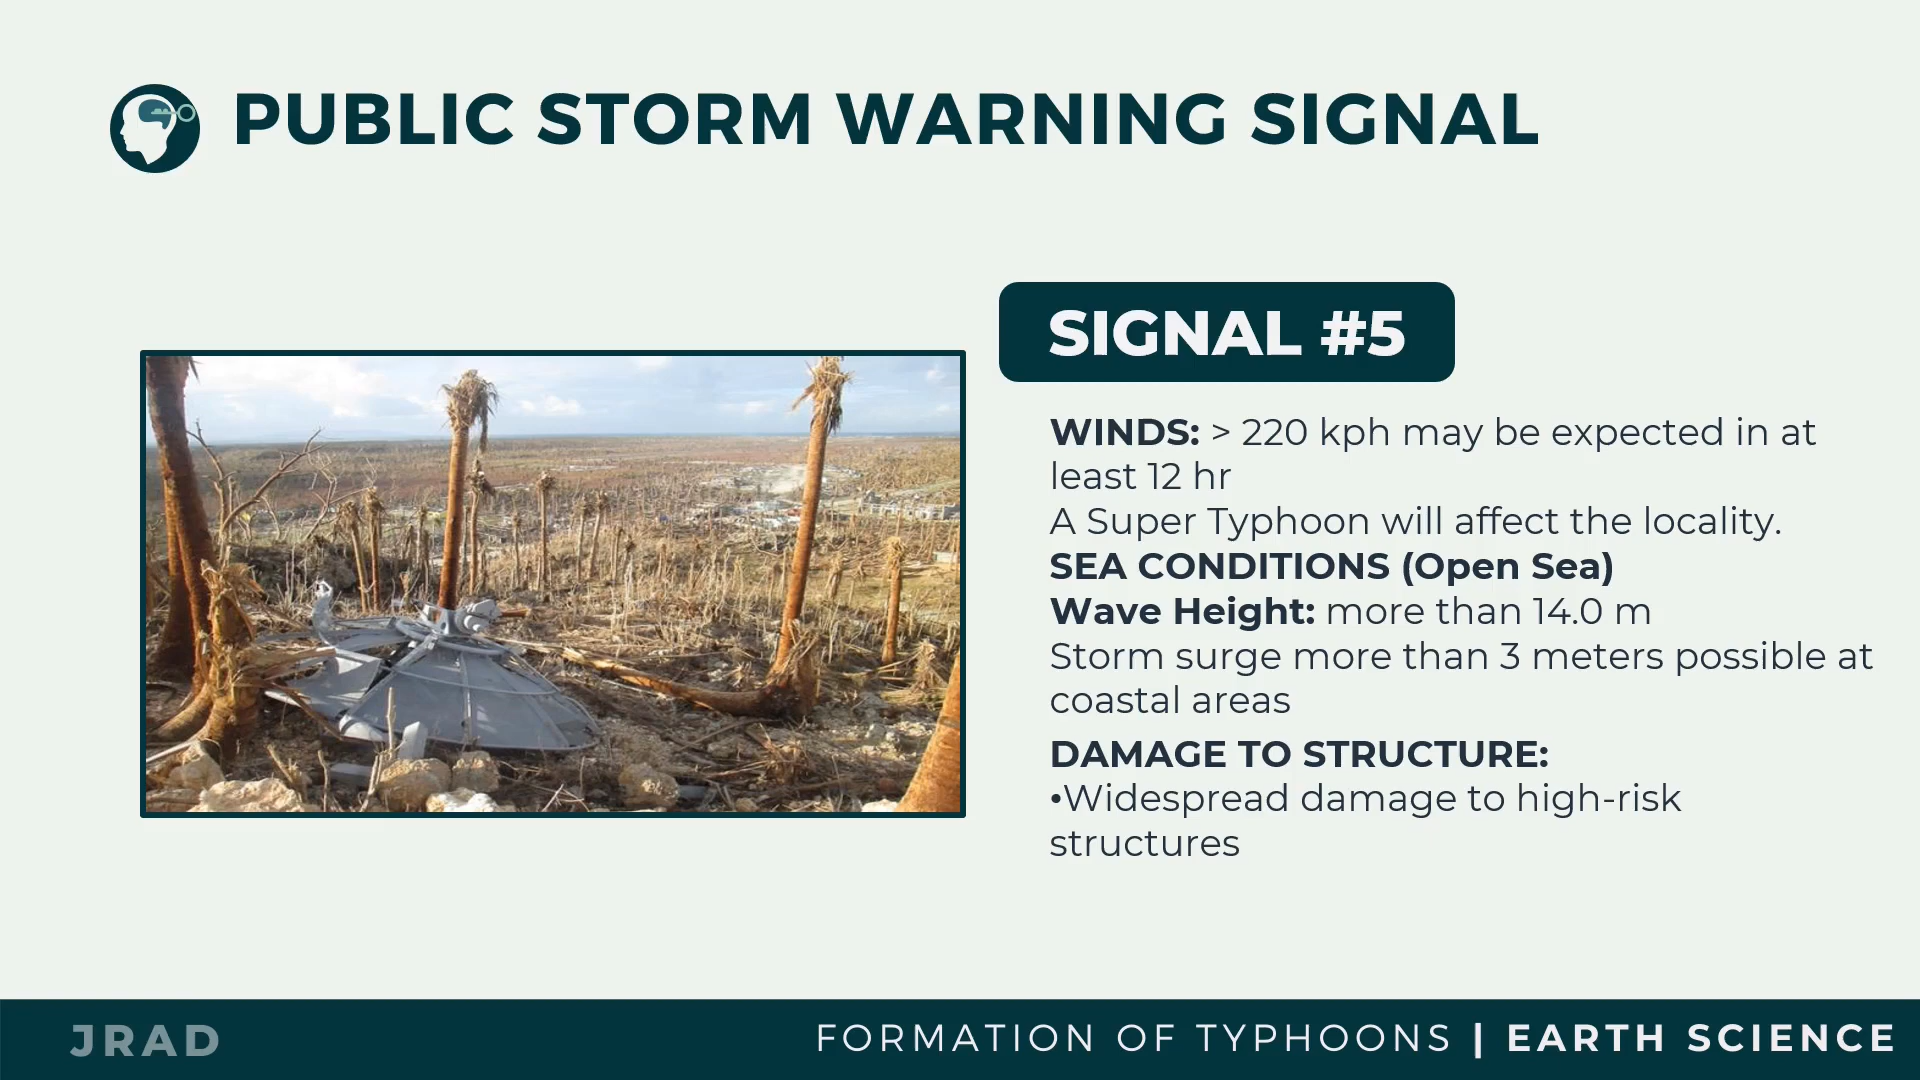 PUBLIC STORM WARNING SIGNAL
SIGNAL #5
WINDS: > 220 kph may be expected in at
least 12 hr
A Super Typhoon will affect the locality.
SEA CONDITIONS (Open Sea)
Wave Height: more than 14.0 m
Storm surge more than 3 meters possible at
coastal areas
DAMAGE TO STRUCTURE:
•Widespread damage to high-risk
structures
JRAD
FORMATION OF TYPHOONS | EARTH SCIENCE